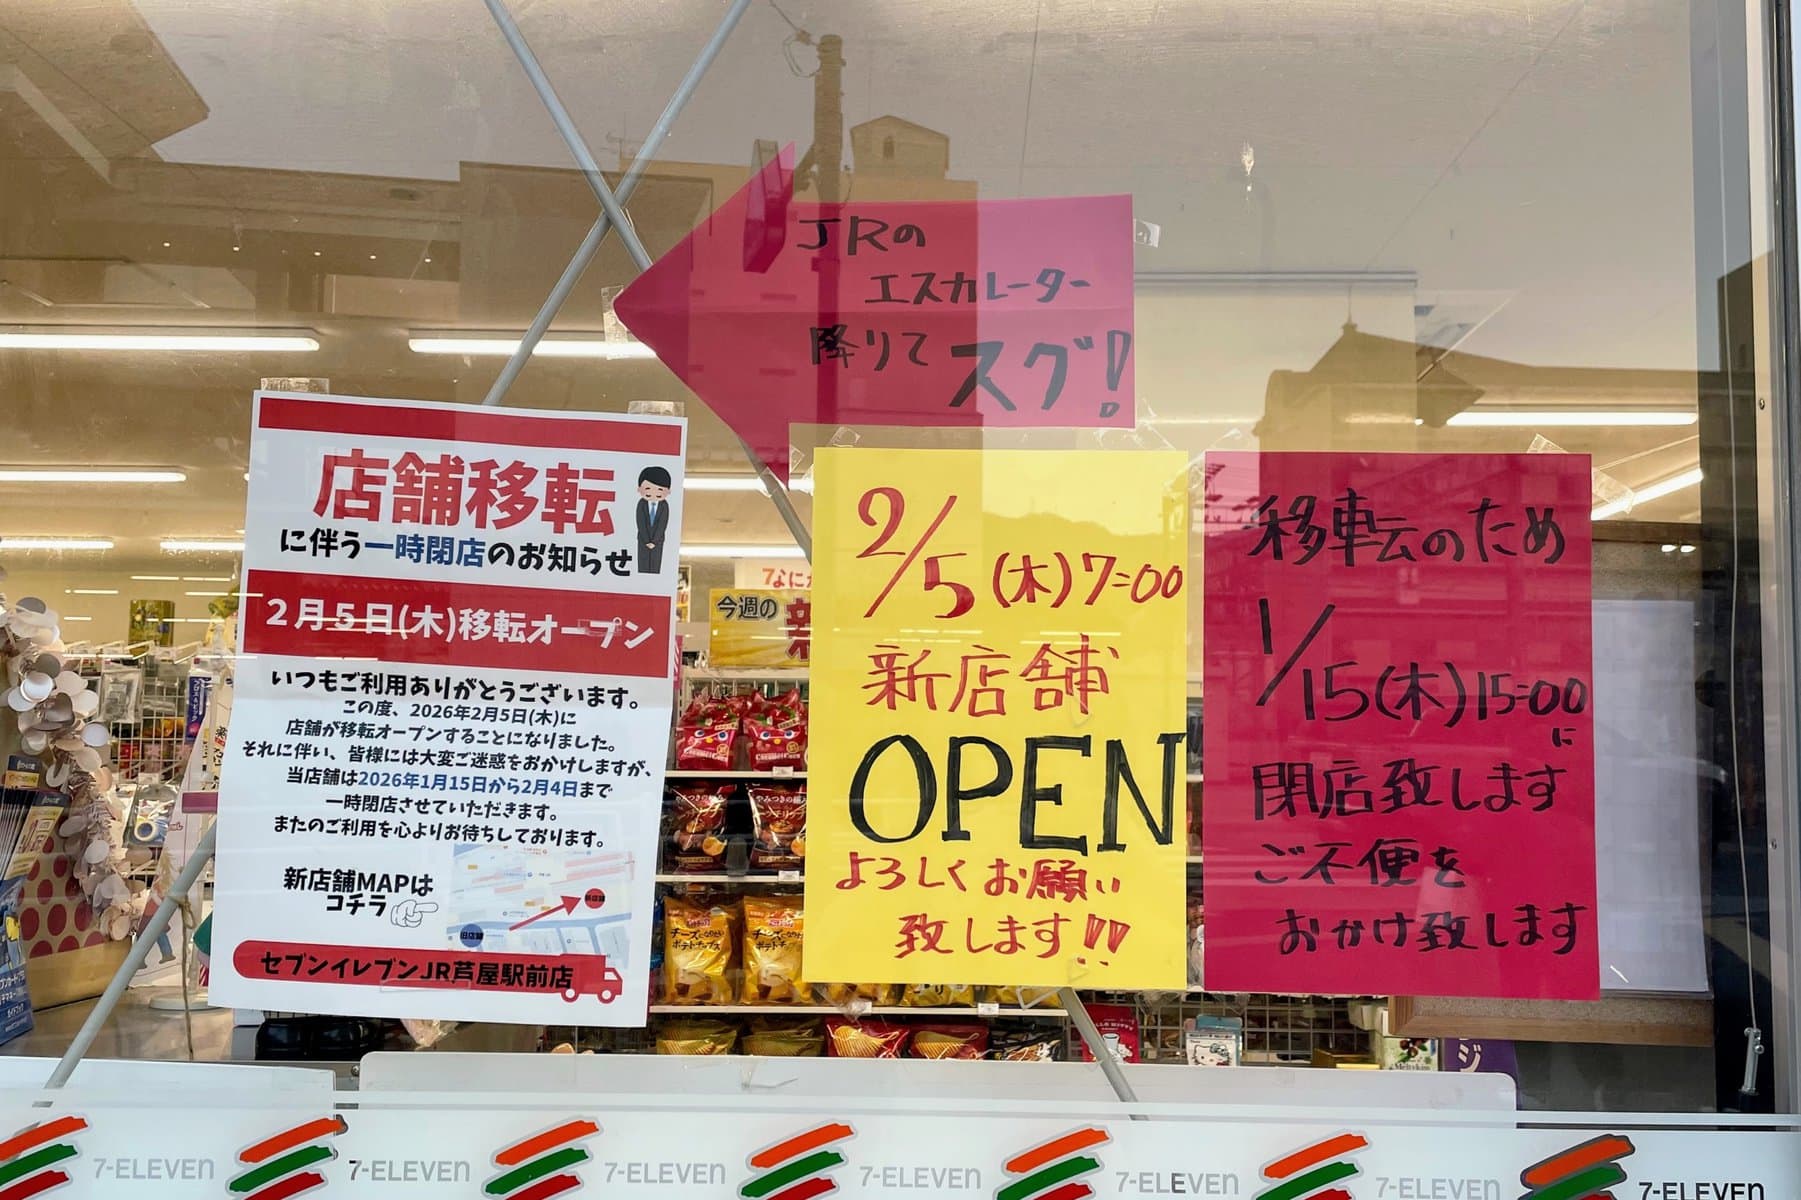 JRの
エスカレーター
降りてスグ!
店舗移転
に伴う一時閉店のお知らせ
2月5日(木)移転オープン
いつもご利用ありがとうございます。
この度、2026年2月5日(木)に
店舗が移転オープンすることになりました。
それに伴い、皆様には大変ご迷惑をおかけしますが、
当店舗は2026年1月15日から2月4日まで
一時閉店させていただきます。
またのご利用を心よりお待ちしております。
新店舗MAPは
コチラ
新店舗
旧店舗
セブンイレブンJR芦屋駅前店
2/5(木)7:00
新店舗
OPEN
よろしくお願い
致します!!
移転のため
1/15(木)15:00
に
閉店致します
ご不便を
おかけ致します
今週の
7-ELEVEn
7-ELEVEn
7-ELEVEn
7-ELEVEn
7-ELEVEn
7-ELEVEn
7-ELEVEn